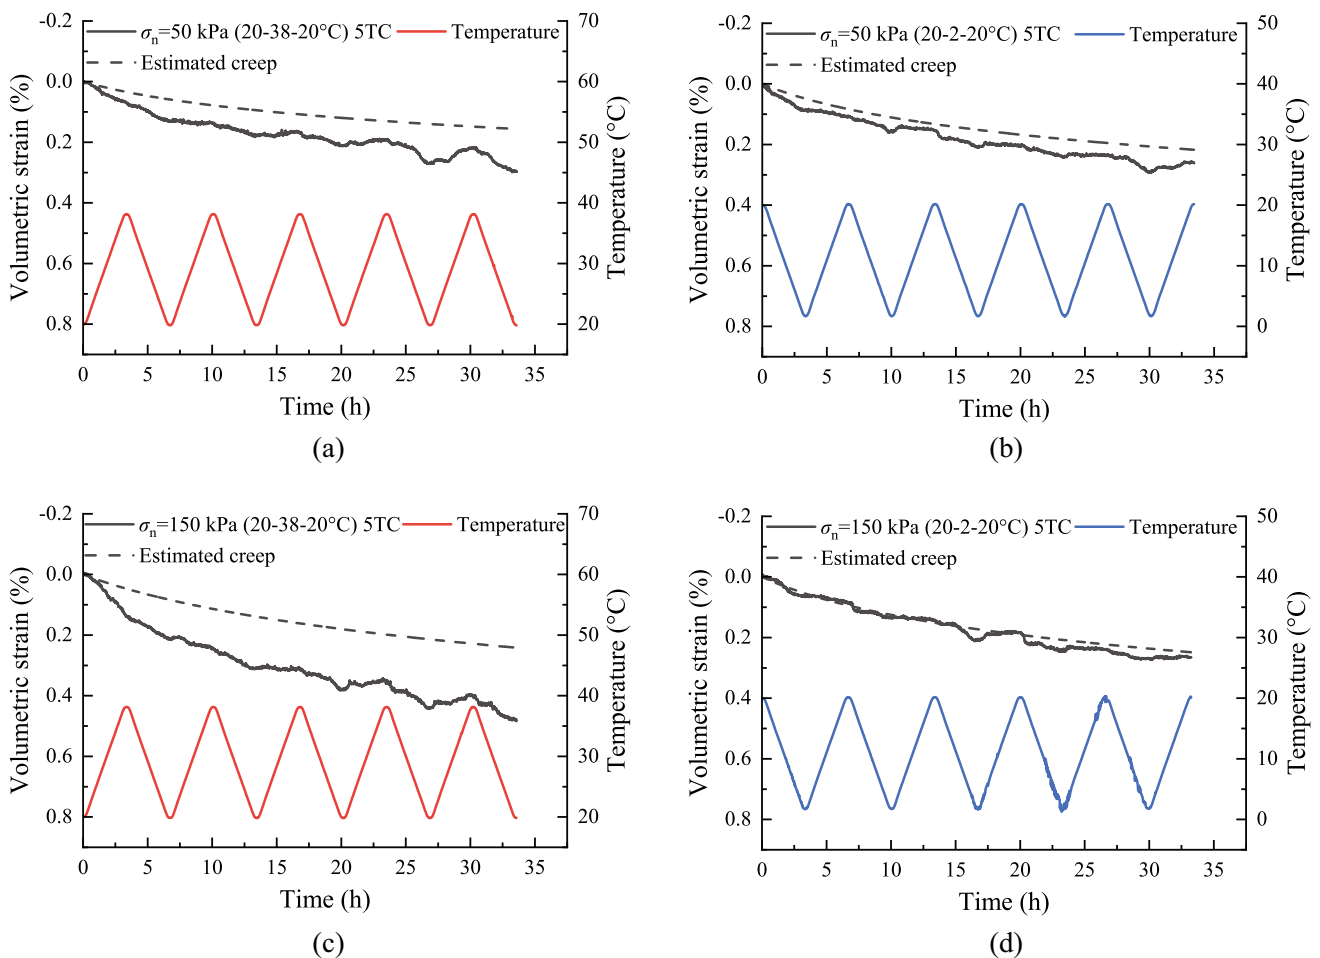 σn=50 kPa (20-38-20°C) 5TC Temperature
Estimated creep
Volumetric strain (%)
-0.2
0.0
0.2
0.4
0.6
0.8
70
60
50
40
30
20
Temperature (°C)
0 5 10 15 20 25 30 35
Time (h)
(a)
σn=50 kPa (20-2-20°C) 5TC Temperature
Estimated creep
Volumetric strain (%)
-0.2
0.0
0.2
0.4
0.6
0.8
50
40
30
20
10
0
Temperature (°C)
0 5 10 15 20 25 30 35
Time (h)
(b)
σn=150 kPa (20-38-20°C) 5TC Temperature
Estimated creep
Volumetric strain (%)
-0.2
0.0
0.2
0.4
0.6
0.8
70
60
50
40
30
20
Temperature (°C)
0 5 10 15 20 25 30 35
Time (h)
(c)
σn=150 kPa (20-2-20°C) 5TC Temperature
Estimated creep
Volumetric strain (%)
-0.2
0.0
0.2
0.4
0.6
0.8
50
40
30
20
10
0
Temperature (°C)
0 5 10 15 20 25 30 35
Time (h)
(d)